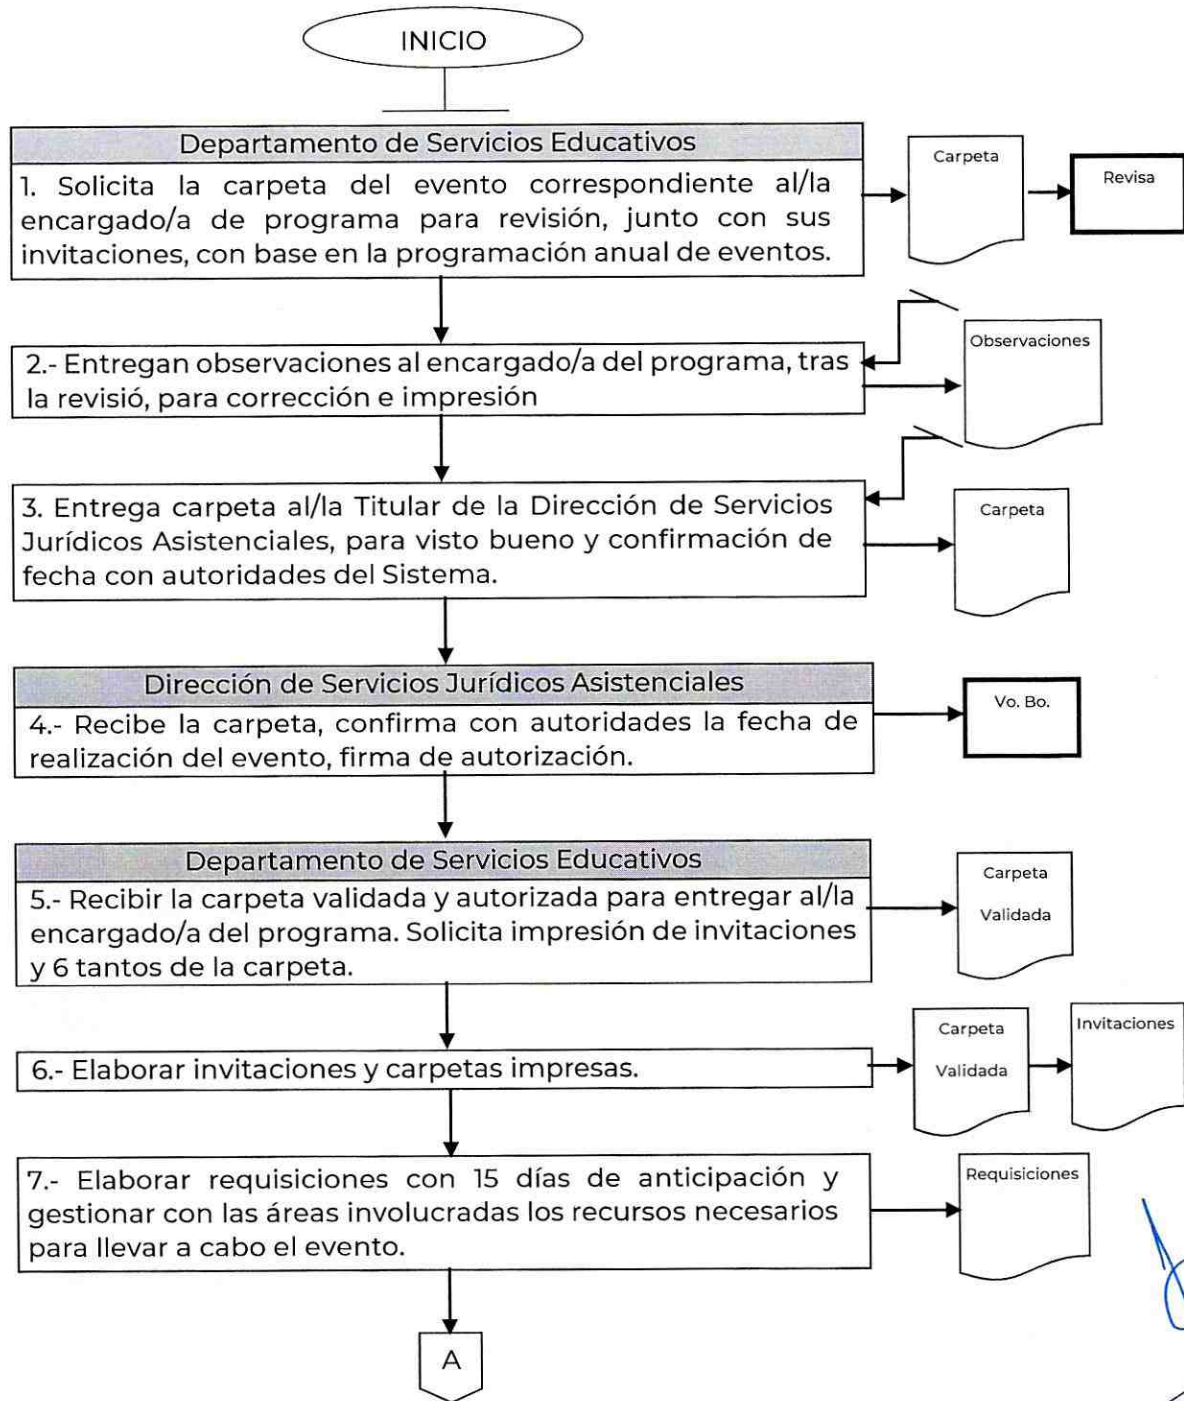 INICIO
Departamento de Servicios Educativos
1. Solicita la carpeta del evento correspondiente al/la
encargado/a de programa para revisión, junto con sus
invitaciones, con base en la programación anual de eventos.
Carpeta
Revisa
2.- Entregan observaciones al encargado/a del programa, tras
la revisió, para corrección e impresión
Observaciones
3. Entrega carpeta al/la Titular de la Dirección de Servicios
Jurídicos Asistenciales, para visto bueno y confirmación de
fecha con autoridades del Sistema.
Carpeta
Dirección de Servicios Jurídicos Asistenciales
4.- Recibe la carpeta, confirma con autoridades la fecha de
realización del evento, firma de autorización.
Vo. Bo.
Departamento de Servicios Educativos
5.- Recibir la carpeta validada y autorizada para entregar al/la
encargado/a del programa. Solicita impresión de invitaciones
y 6 tantos de la carpeta.
Carpeta
Validada
6.- Elaborar invitaciones y carpetas impresas.
Carpeta
Validada
Invitaciones
7.- Elaborar requisiciones con 15 días de anticipación y
gestionar con las áreas involucradas los recursos necesarios
para llevar a cabo el evento.
Requisiciones
A